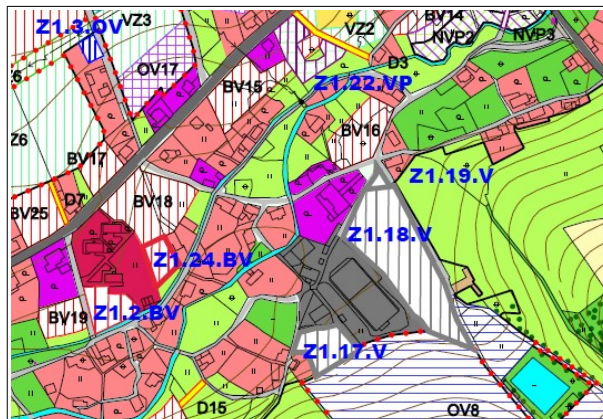 Z1.3.OV
VZ3
VZ2
BV14
NVP2
NVP3
OV17
D3
Z6
BV15
Z1.22.VP
VZ6
BV16
BV17
Z1.19.V
D7
BV25
BV18
Z1.18.V
Z1.24.BV
Z1.2.BV
BV19
Z1.17.V
D15
OV8